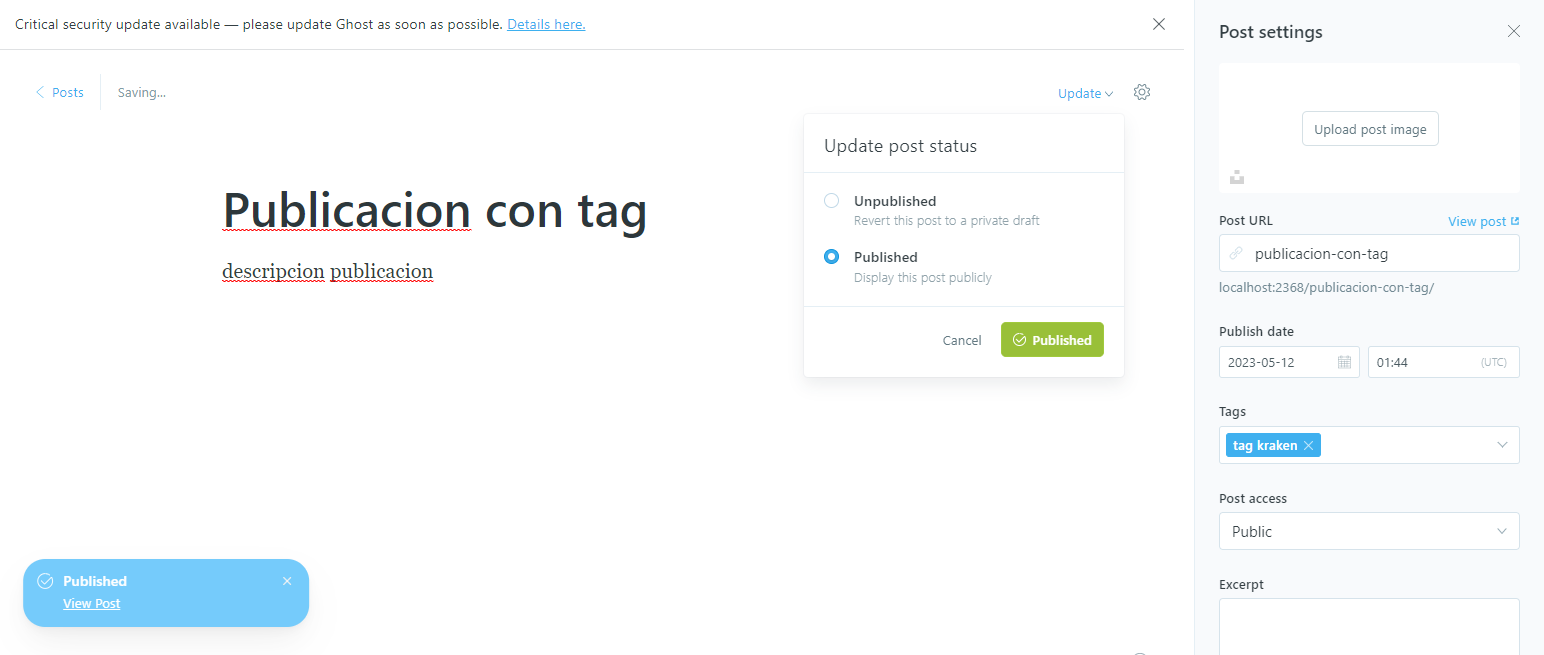 Critical security update available — please update Ghost as soon as possible. Details here.
Posts
Saving...
Update
Update post status
Unpublished
Revert this post to a private draft
Published
Display this post publicly
Cancel
Published
Publicacion con tag
descripcion publicacion
Published
View Post
Post settings
Upload post image
Post URL
View post
publicacion-con-tag
localhost:2368/publicacion-con-tag/
Publish date
2023-05-12
01:44
(UTC)
Tags
tag kraken
Post access
Public
Excerpt